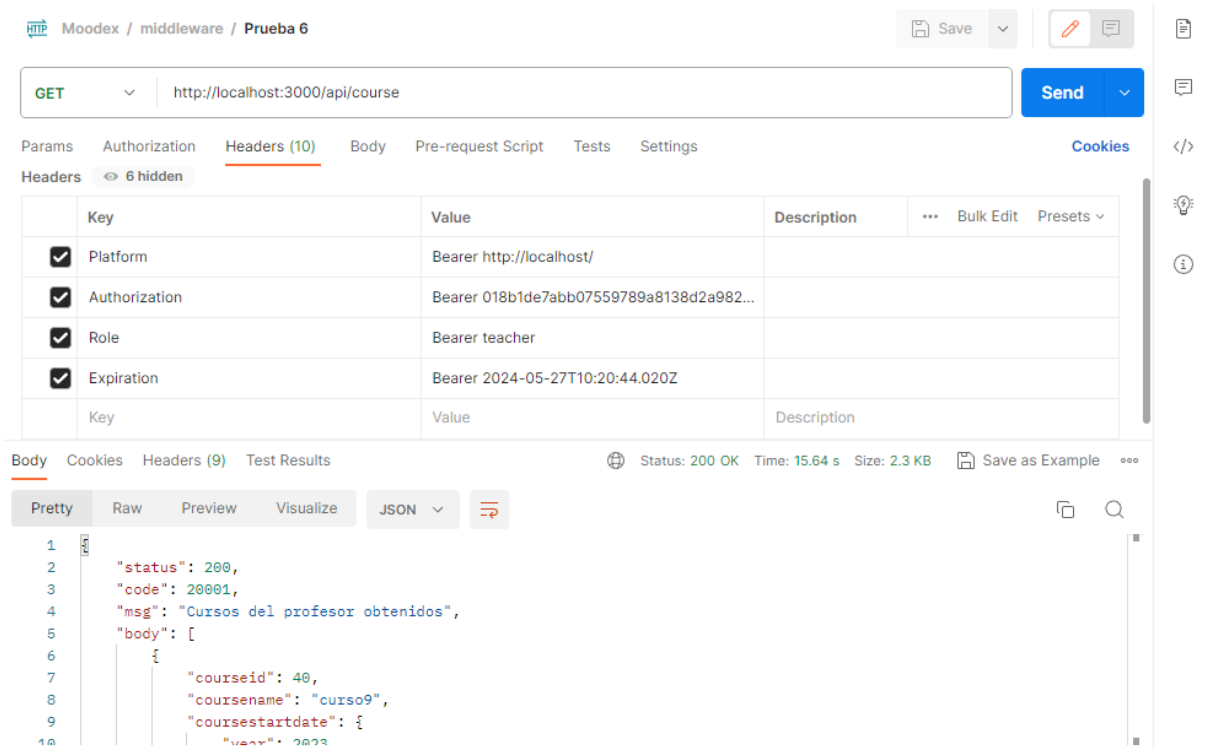 HTTP Moodex / middleware / Prueba 6 Save
GET http://localhost:3000/api/course Send
Params Authorization Headers (10) Body Pre-request Script Tests Settings Cookies
Headers 6 hidden
Key Value Description Bulk Edit Presets
Platform Bearer http://localhost/
Authorization Bearer 018b1de7abb07559789a8138d2a982...
Role Bearer teacher
Expiration Bearer 2024-05-27T10:20:44.020Z
Key Value Description
Body Cookies Headers (9) Test Results Status: 200 OK Time: 15.64 s Size: 2.3 KB Save as Example
Pretty Raw Preview Visualize JSON
1 {
2 "status": 200,
3 "code": 20001,
4 "msg": "Cursos del profesor obtenidos",
5 "body": [
6 {
7 "courseid": 40,
8 "coursename": "curso9",
9 "coursestartdate": {
10 "year": 2023